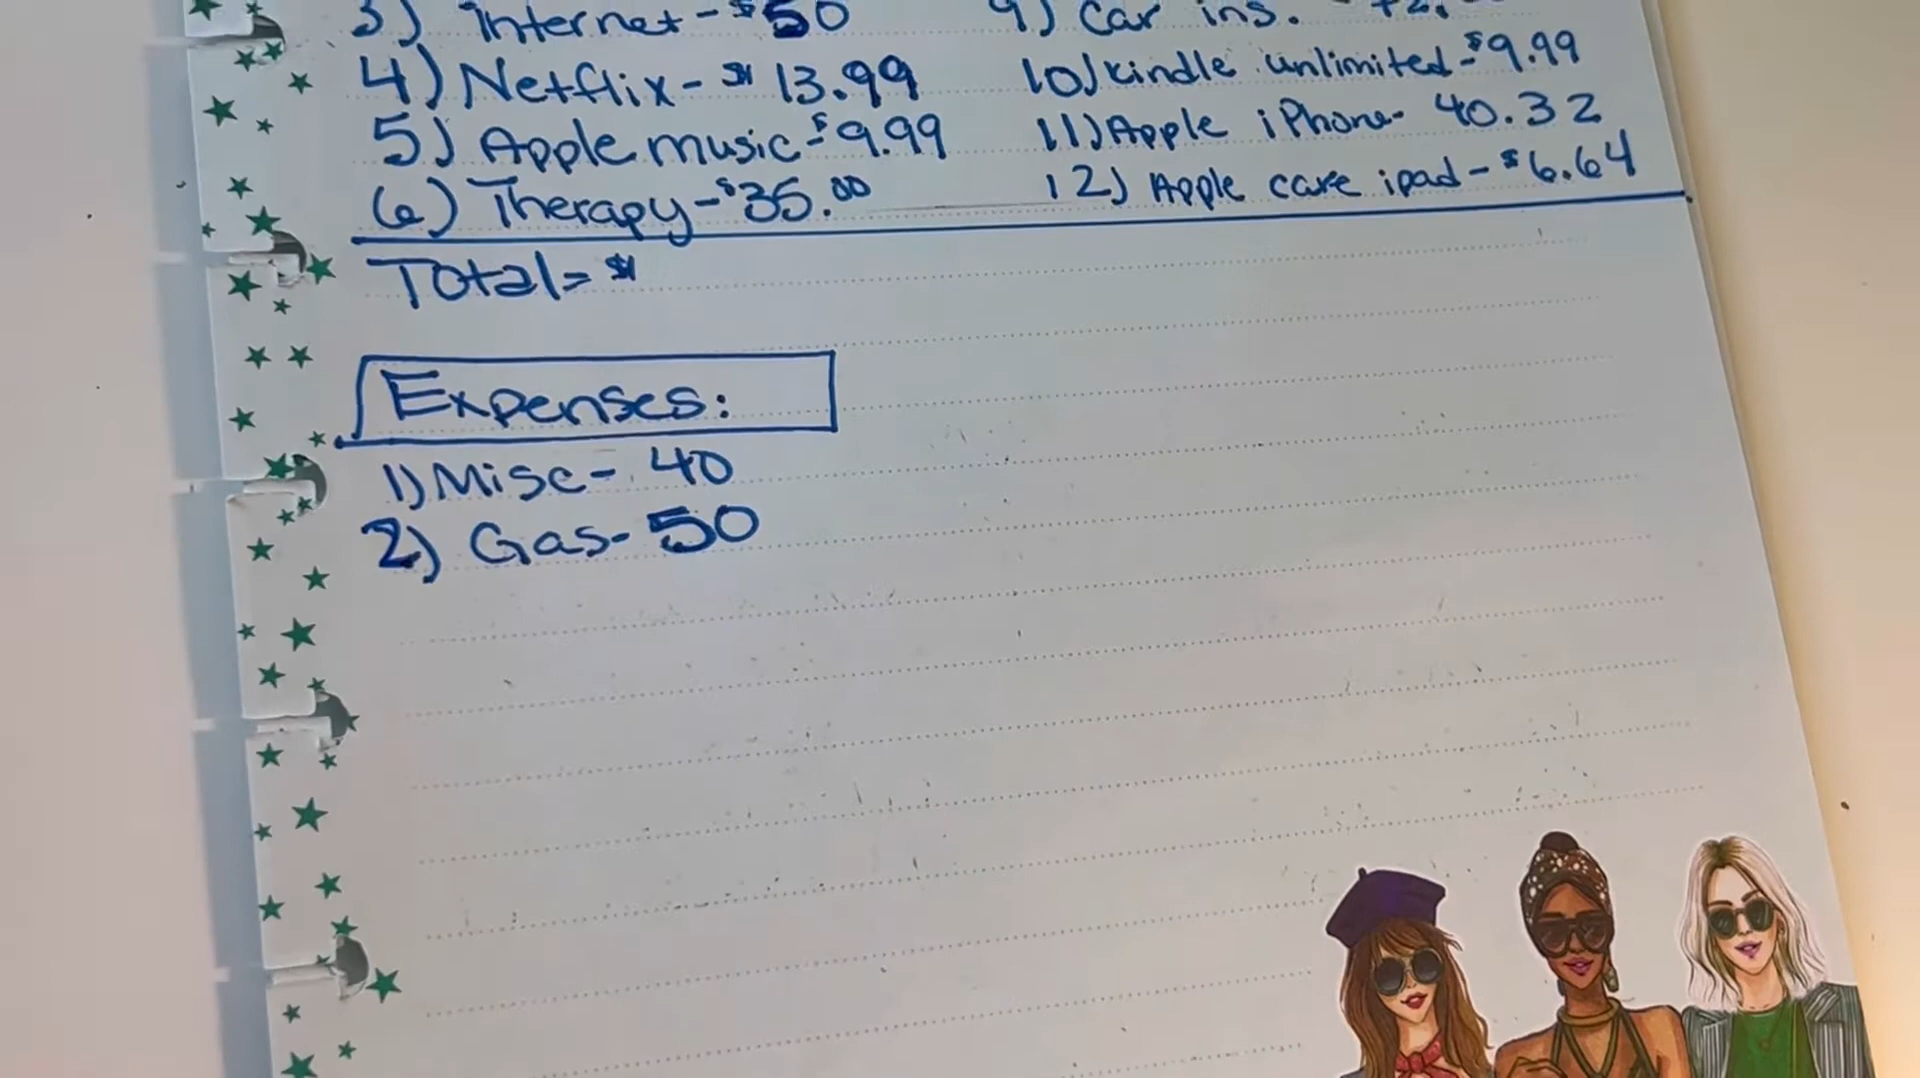 3) Internet - $50
4) Netflix - $13.99
5) Apple music - $9.99
6) Therapy - $35.00
9) Car ins.
10) Kindle unlimited - $9.99
11) Apple iPhone - 40.32
12) Apple care ipad - $6.64
Total = $
Expenses:
1) Misc - 40
2) Gas - 50